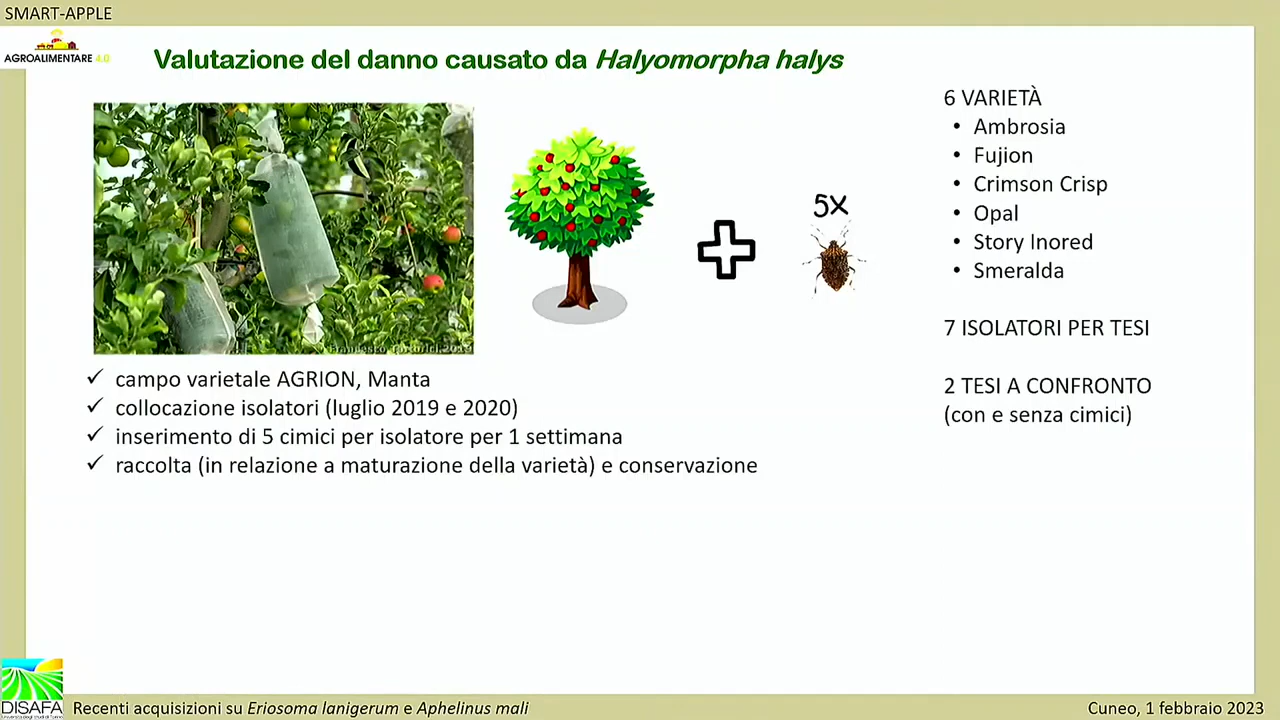 SMART-APPLE
AGROALIMENTARE 4.0
Valutazione del danno causato da Halyomorpha halys
6 VARIETÀ
• Ambrosia
• Fujion
• Crimson Crisp
• Opal
• Story Inored
• Smeralda
7 ISOLATORI PER TESI
2 TESI A CONFRONTO
(con e senza cimici)
5X
Francesco Tortorici, 2019
✓ campo varietale AGRION, Manta
✓ collocazione isolatori (luglio 2019 e 2020)
✓ inserimento di 5 cimici per isolatore per 1 settimana
✓ raccolta (in relazione a maturazione della varietà) e conservazione
DISAFA
Recenti acquisizioni su Eriosoma lanigerum e Aphelinus mali
Cuneo, 1 febbraio 2023